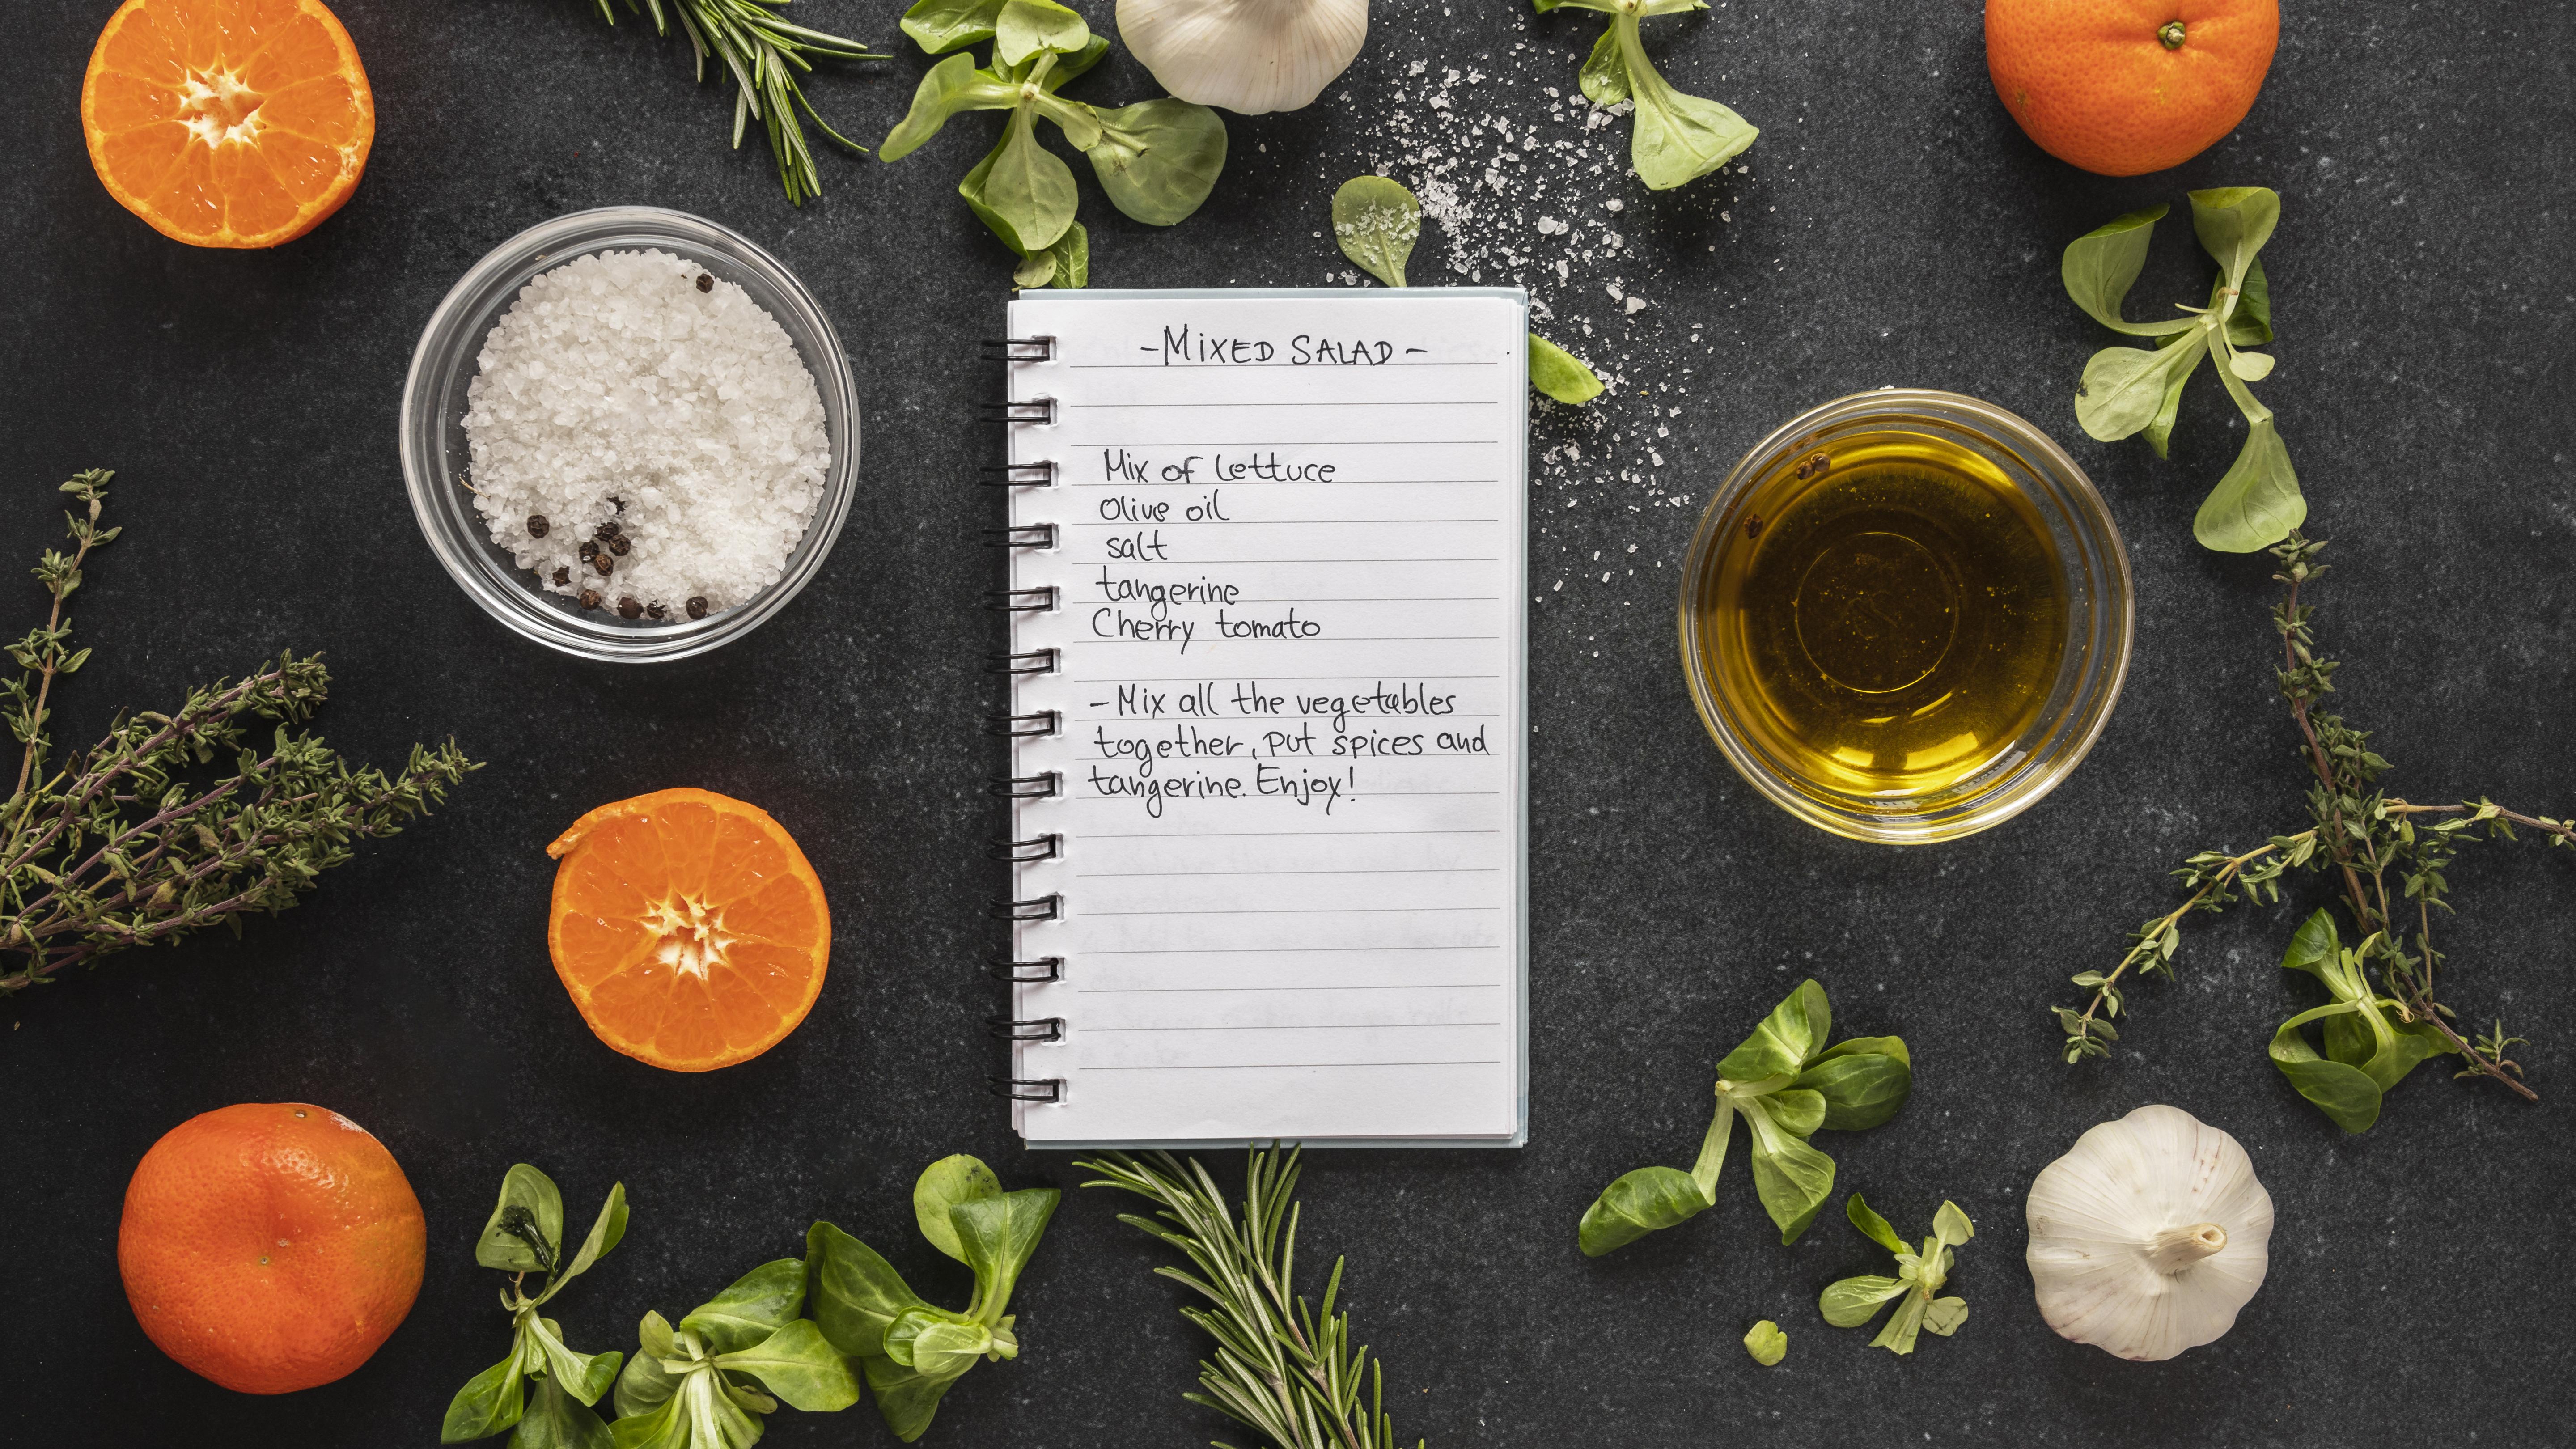 - MIXED SALAD -
Mix of lettuce
Olive oil
salt
tangerine
Cherry tomato
- Mix all the vegetables
together, put spices and
tangerine. Enjoy!